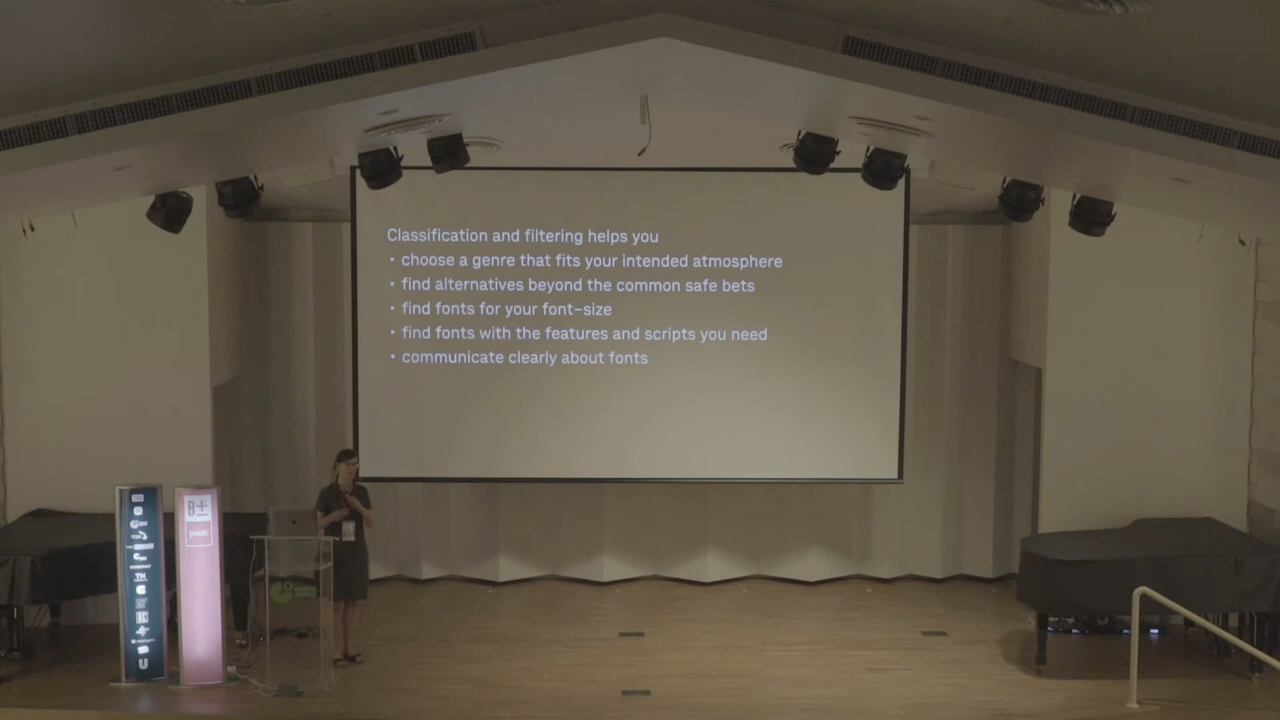 Classification and filtering helps you
• choose a genre that fits your intended atmosphere
• find alternatives beyond the common safe bets
• find fonts for your font-size
• find fonts with the features and scripts you need
• communicate clearly about fonts